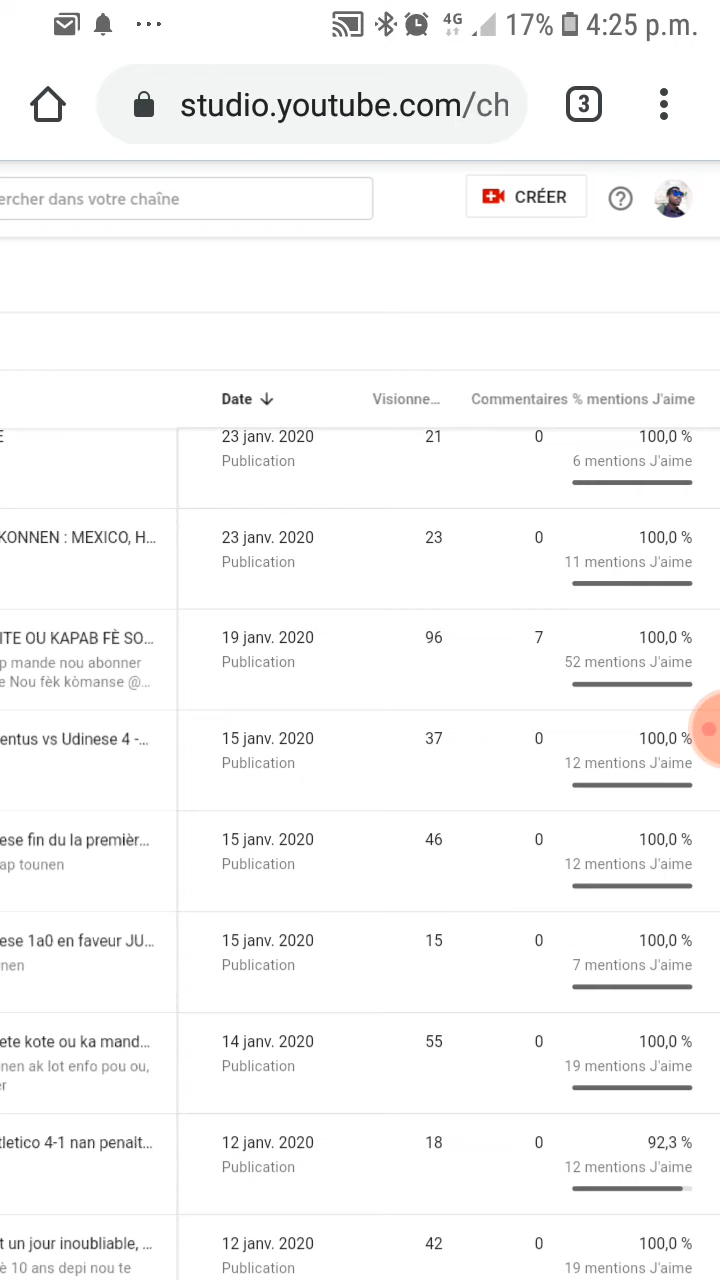 4G 17% 4:25 p.m.
studio.youtube.com/ch 3
ercher dans votre chaîne CRÉER
Date Visionne... Commentaires % mentions J'aime
E 23 janv. 2020 21 0 100,0 %
Publication 6 mentions J'aime
KONNEN : MEXICO, H... 23 janv. 2020 23 0 100,0 %
Publication 11 mentions J'aime
ITE OU KAPAB FÈ SO... 19 janv. 2020 96 7 100,0 %
p mande nou abonner Publication 52 mentions J'aime
e Nou fèk kòmanse @...
entus vs Udinese 4 -... 15 janv. 2020 37 0 100,0 %
Publication 12 mentions J'aime
ese fin du la premièr... 15 janv. 2020 46 0 100,0 %
ap tounen Publication 12 mentions J'aime
ese 1a0 en faveur JU... 15 janv. 2020 15 0 100,0 %
nen Publication 7 mentions J'aime
ete kote ou ka mand... 14 janv. 2020 55 0 100,0 %
nen ak lot enfo pou ou, Publication 19 mentions J'aime
er
tletico 4-1 nan penalt... 12 janv. 2020 18 0 92,3 %
Publication 12 mentions J'aime
t un jour inoubliable, ... 12 janv. 2020 42 0 100,0 %
è 10 ans depi nou te Publication 19 mentions J'aime